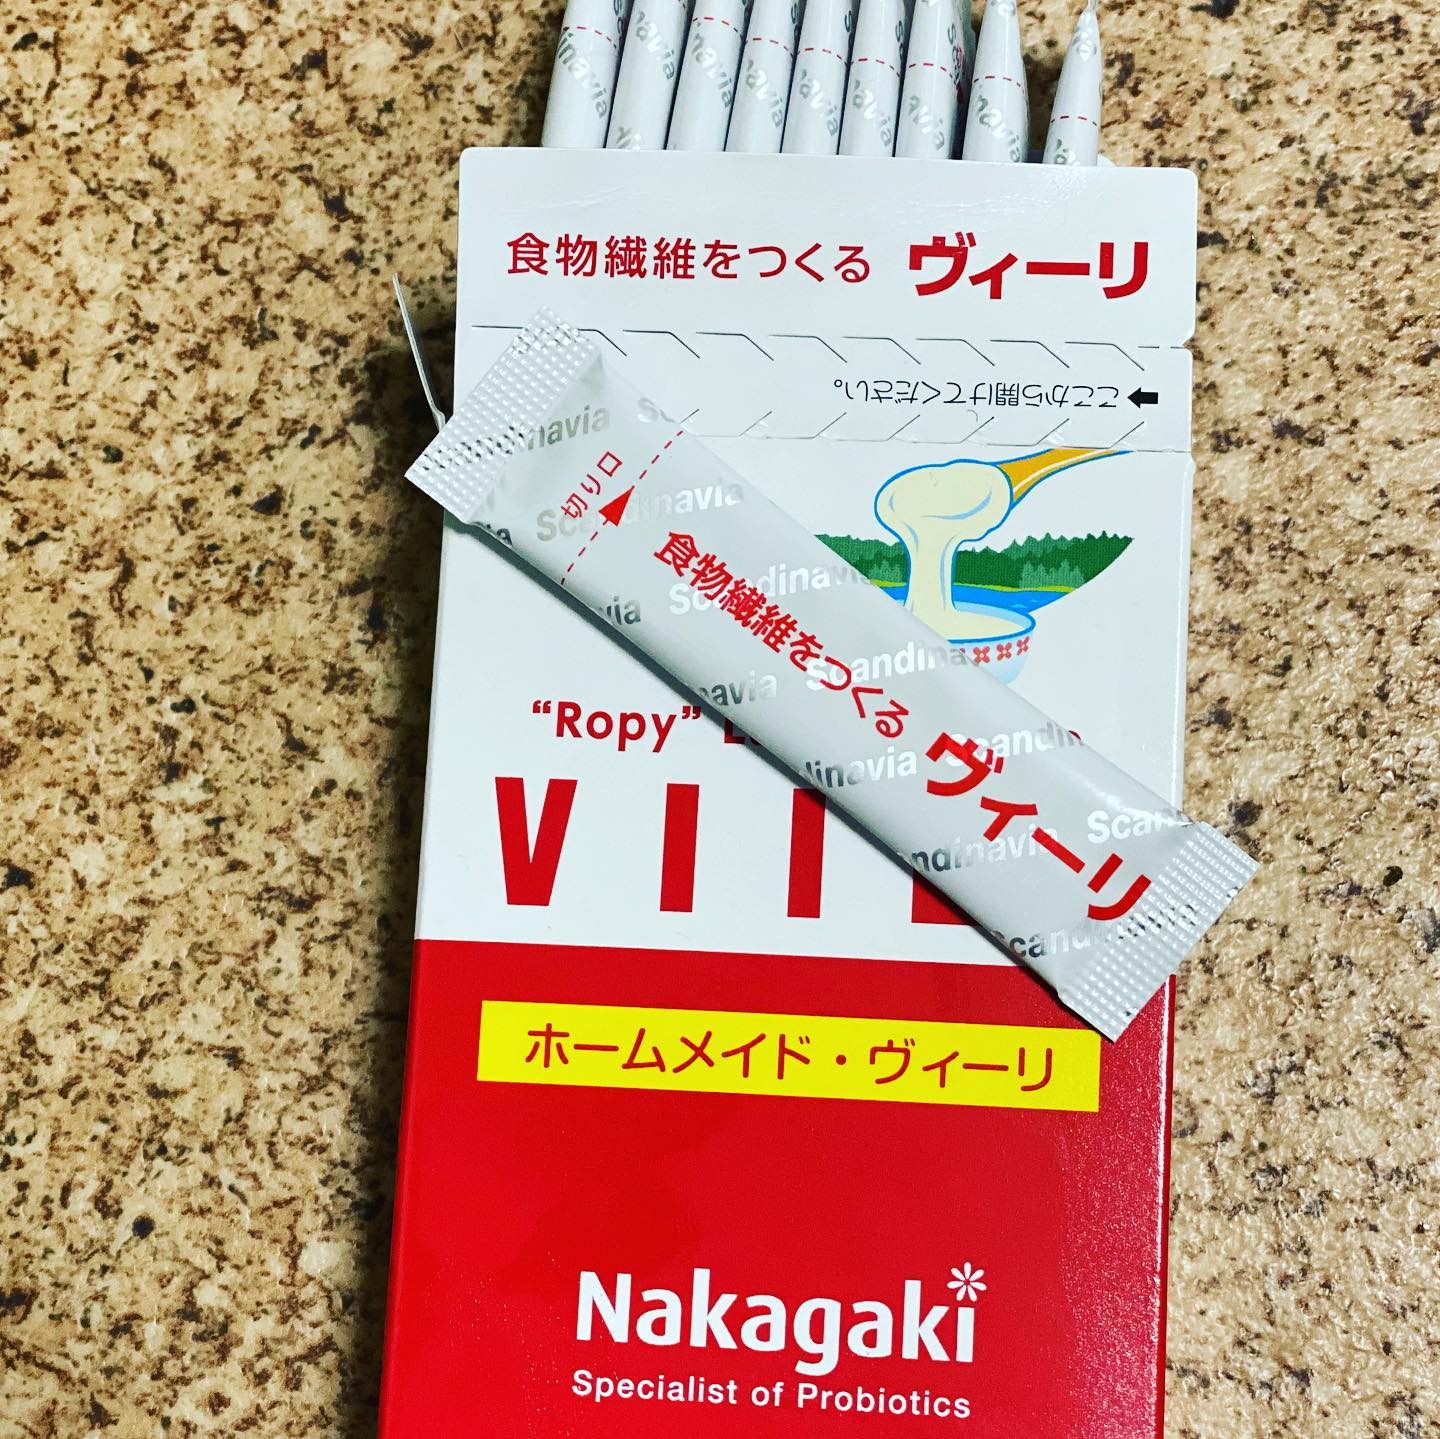 食物繊維をつくる ヴィーリ
ここから開けてください。
"Ropy"
ホームメイド・ヴィーリ
Nakagaki
Specialist of Probiotics
切り口
食物繊維をつくる ヴィーリ
Scandinavia
Scandinavia
Scandinavia